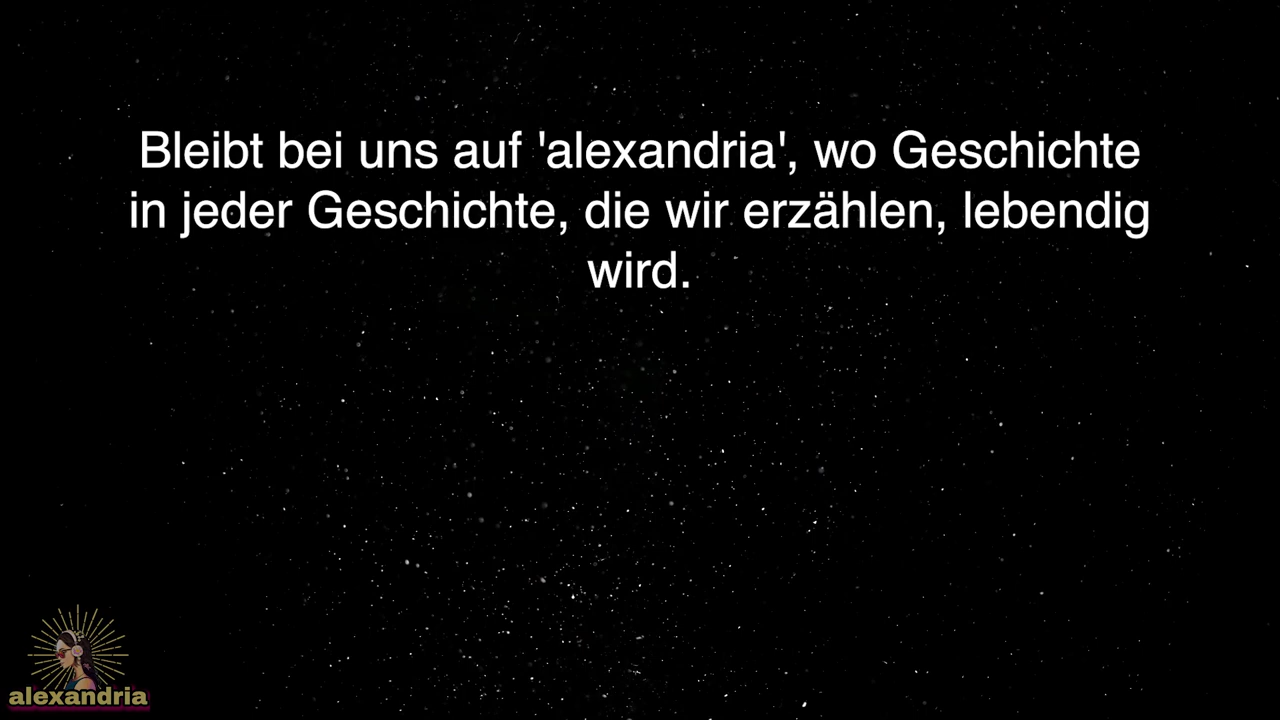 Bleibt bei uns auf 'alexandria', wo Geschichte
in jeder Geschichte, die wir erzählen, lebendig
wird.
alexandria